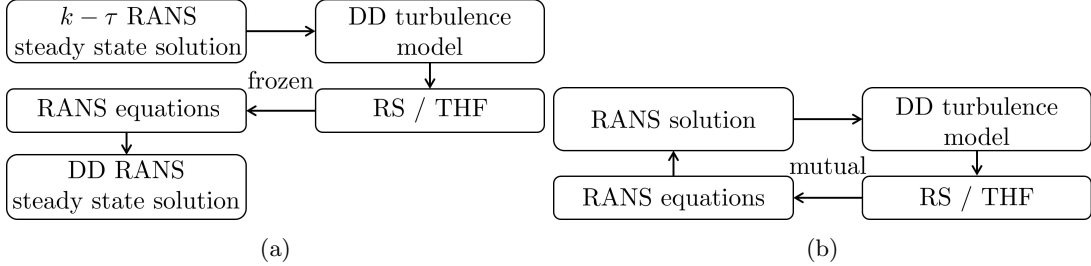 k − τ RANS
steady state solution
DD turbulence
model
frozen
RANS equations
RS / THF
DD RANS
steady state solution
(a)
RANS solution
DD turbulence
model
mutual
RANS equations
RS / THF
(b)